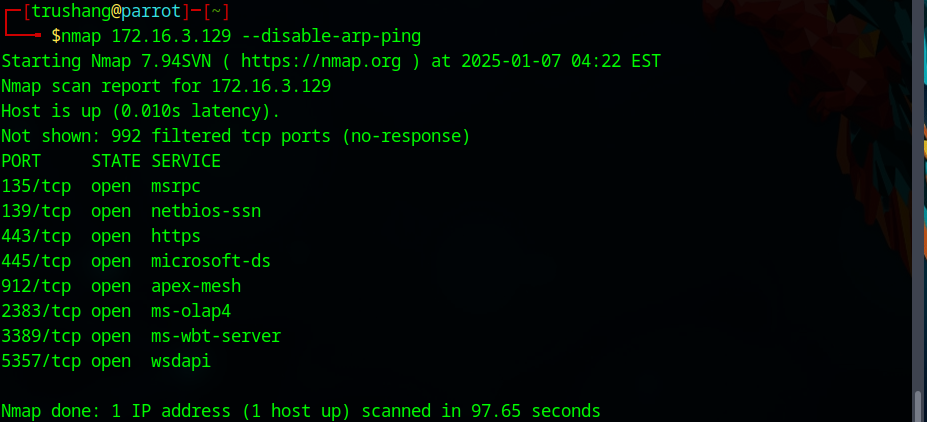 ┌─[trushang@parrot]─[~]
└──╼ $nmap 172.16.3.129 --disable-arp-ping
Starting Nmap 7.94SVN ( https://nmap.org ) at 2025-01-07 04:22 EST
Nmap scan report for 172.16.3.129
Host is up (0.010s latency).
Not shown: 992 filtered tcp ports (no-response)
PORT     STATE SERVICE
135/tcp  open  msrpc
139/tcp  open  netbios-ssn
443/tcp  open  https
445/tcp  open  microsoft-ds
912/tcp  open  apex-mesh
2383/tcp open  ms-olap4
3389/tcp open  ms-wbt-server
5357/tcp open  wsdapi
Nmap done: 1 IP address (1 host up) scanned in 97.65 seconds